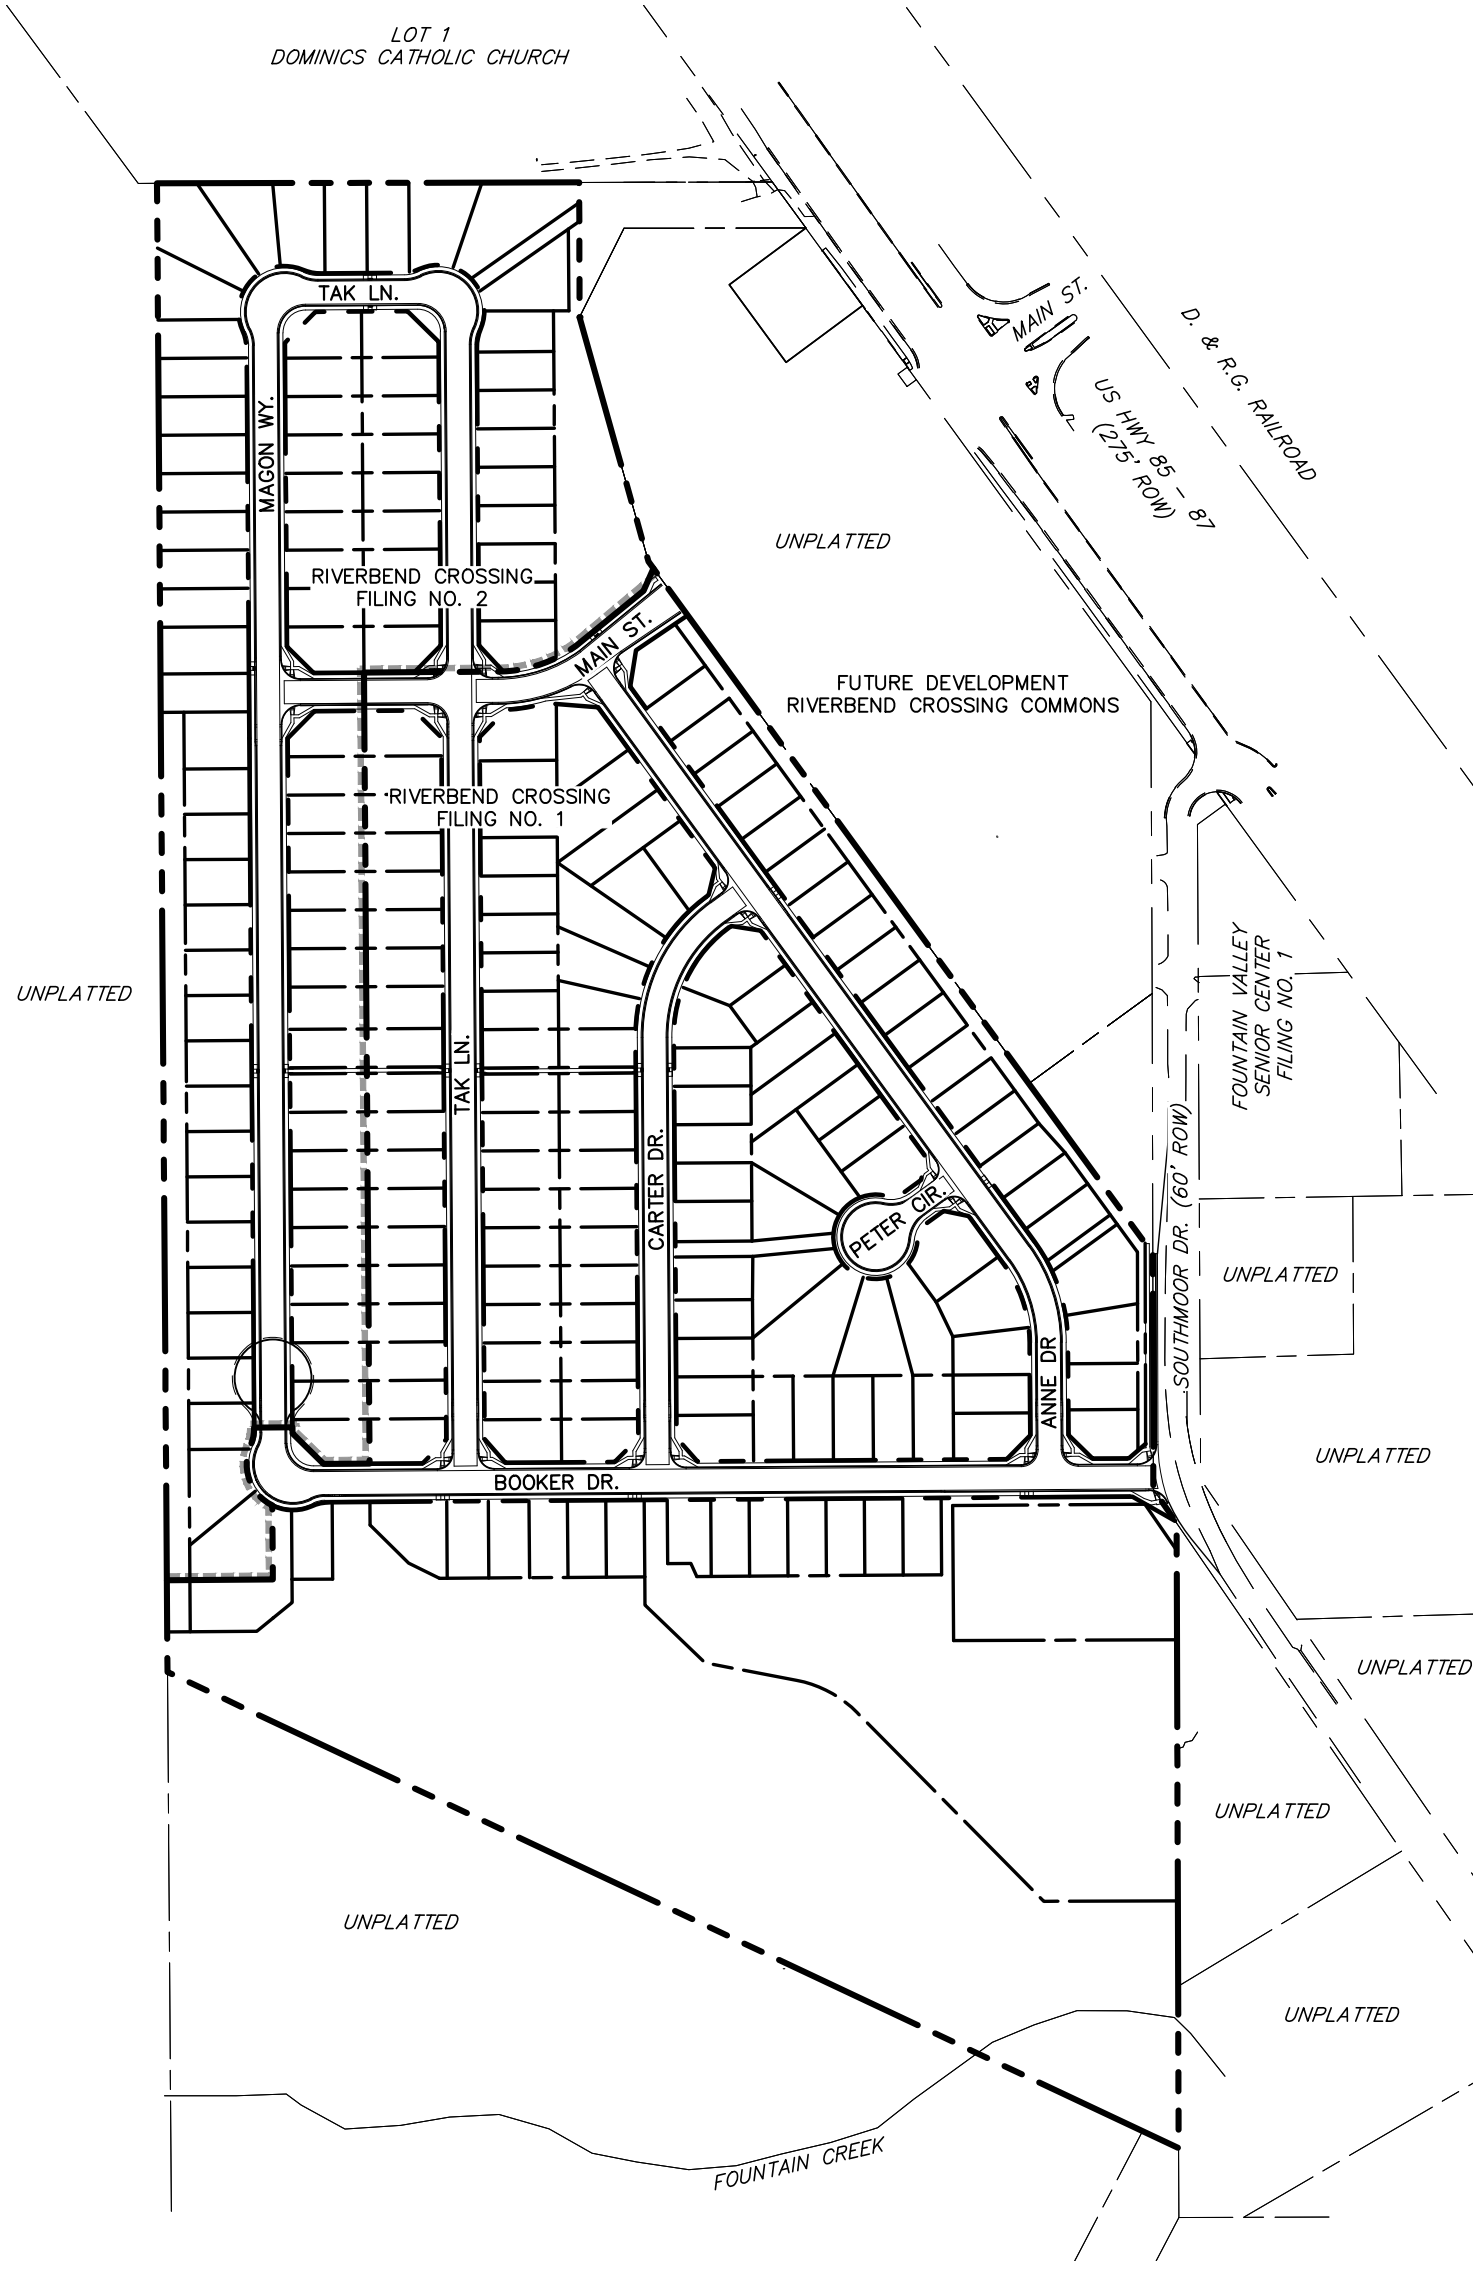 LOT 1
DOMINICS CATHOLIC CHURCH
TAK LN.
MAIN ST.
D. & R.G. RAILROAD
US HWY 85 - 87
(275' ROW)
MAGON WY.
UNPLATTED
RIVERBEND CROSSING
FILING NO. 2
MAIN ST.
FUTURE DEVELOPMENT
RIVERBEND CROSSING COMMONS
RIVERBEND CROSSING
FILING NO. 1
UNPLATTED
FOUNTAIN VALLEY
SENIOR CENTER
FILING NO. 1
TAK LN.
CARTER DR.
PETER CIR.
SOUTHMOOR DR. (60' ROW)
UNPLATTED
ANNE DR
UNPLATTED
BOOKER DR.
UNPLATTED
UNPLATTED
UNPLATTED
UNPLATTED
FOUNTAIN CREEK